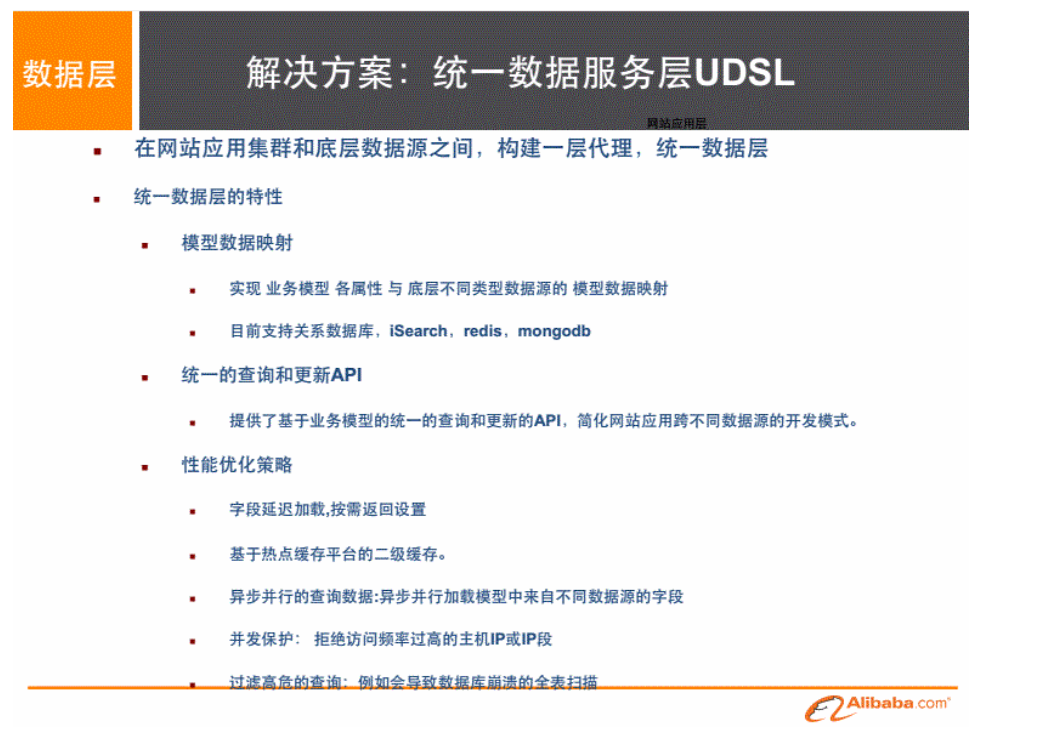 数据层
解决方案：统一数据服务层UDSL
网站应用层
在网站应用集群和底层数据源之间，构建一层代理，统一数据层
统一数据层的特性
模型数据映射
实现 业务模型 各属性 与 底层不同类型数据源的 模型数据映射
目前支持关系数据库，iSearch，redis，mongodb
统一的查询和更新API
提供了基于业务模型的统一的查询和更新的API，简化网站应用跨不同数据源的开发模式。
性能优化策略
字段延迟加载,按需返回设置
基于热点缓存平台的二级缓存。
异步并行的查询数据:异步并行加载模型中来自不同数据源的字段
并发保护： 拒绝访问频率过高的主机IP或IP段
过滤高危的查询：例如会导致数据库崩溃的全表扫描
Alibaba.com